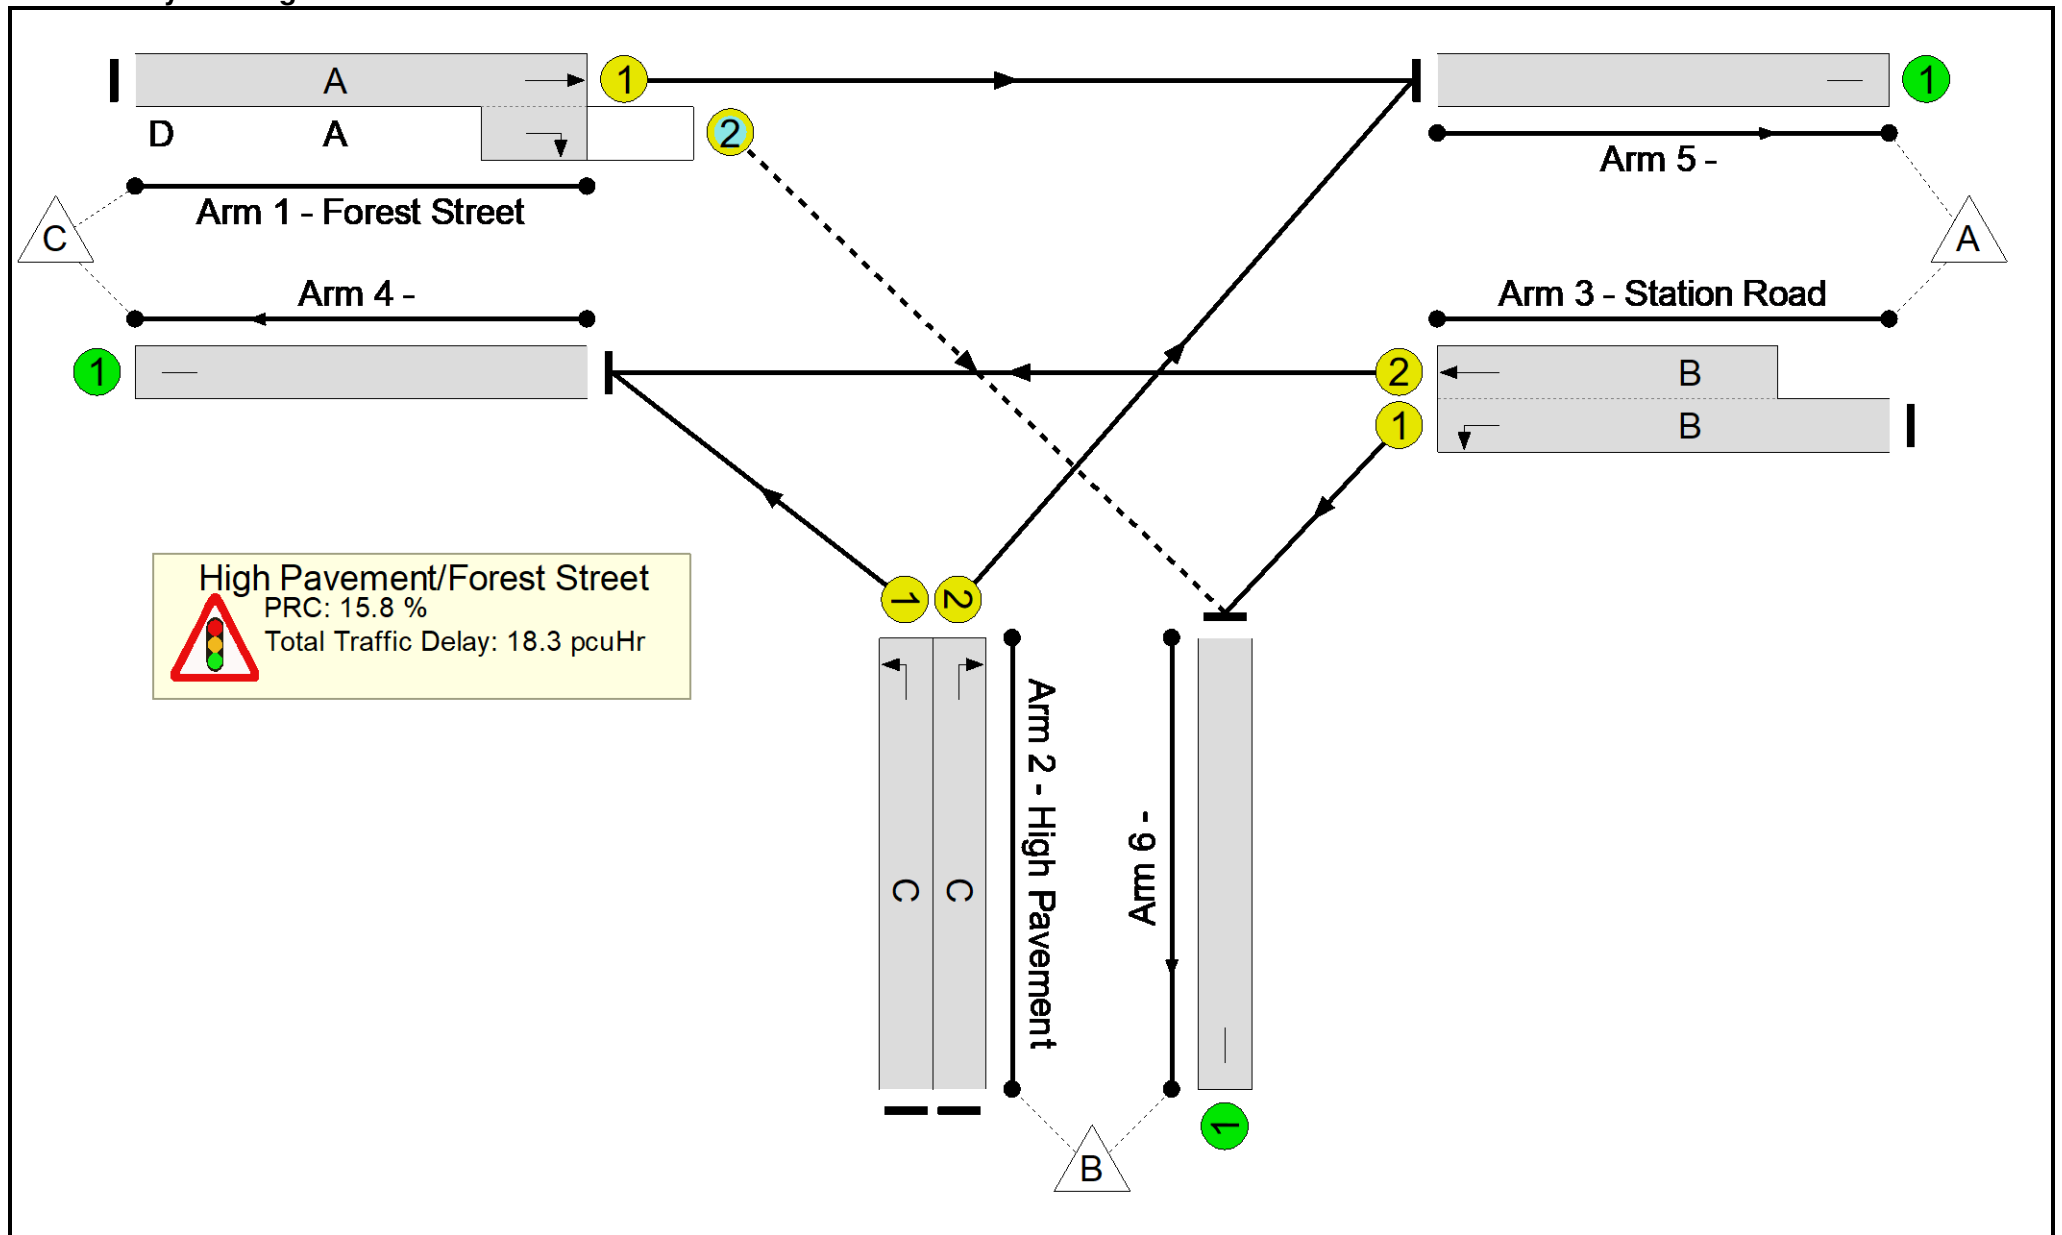 A
1
1
D
A
2
Arm 5 -
Arm 1 - Forest Street
C
A
Arm 4 -
Arm 3 - Station Road
1
2
B
1
B
High Pavement/Forest Street
PRC: 15.8 %
Total Traffic Delay: 18.3 pcuHr
1
2
Arm 2 - High Pavement
Arm 6 -
C
C
1
B